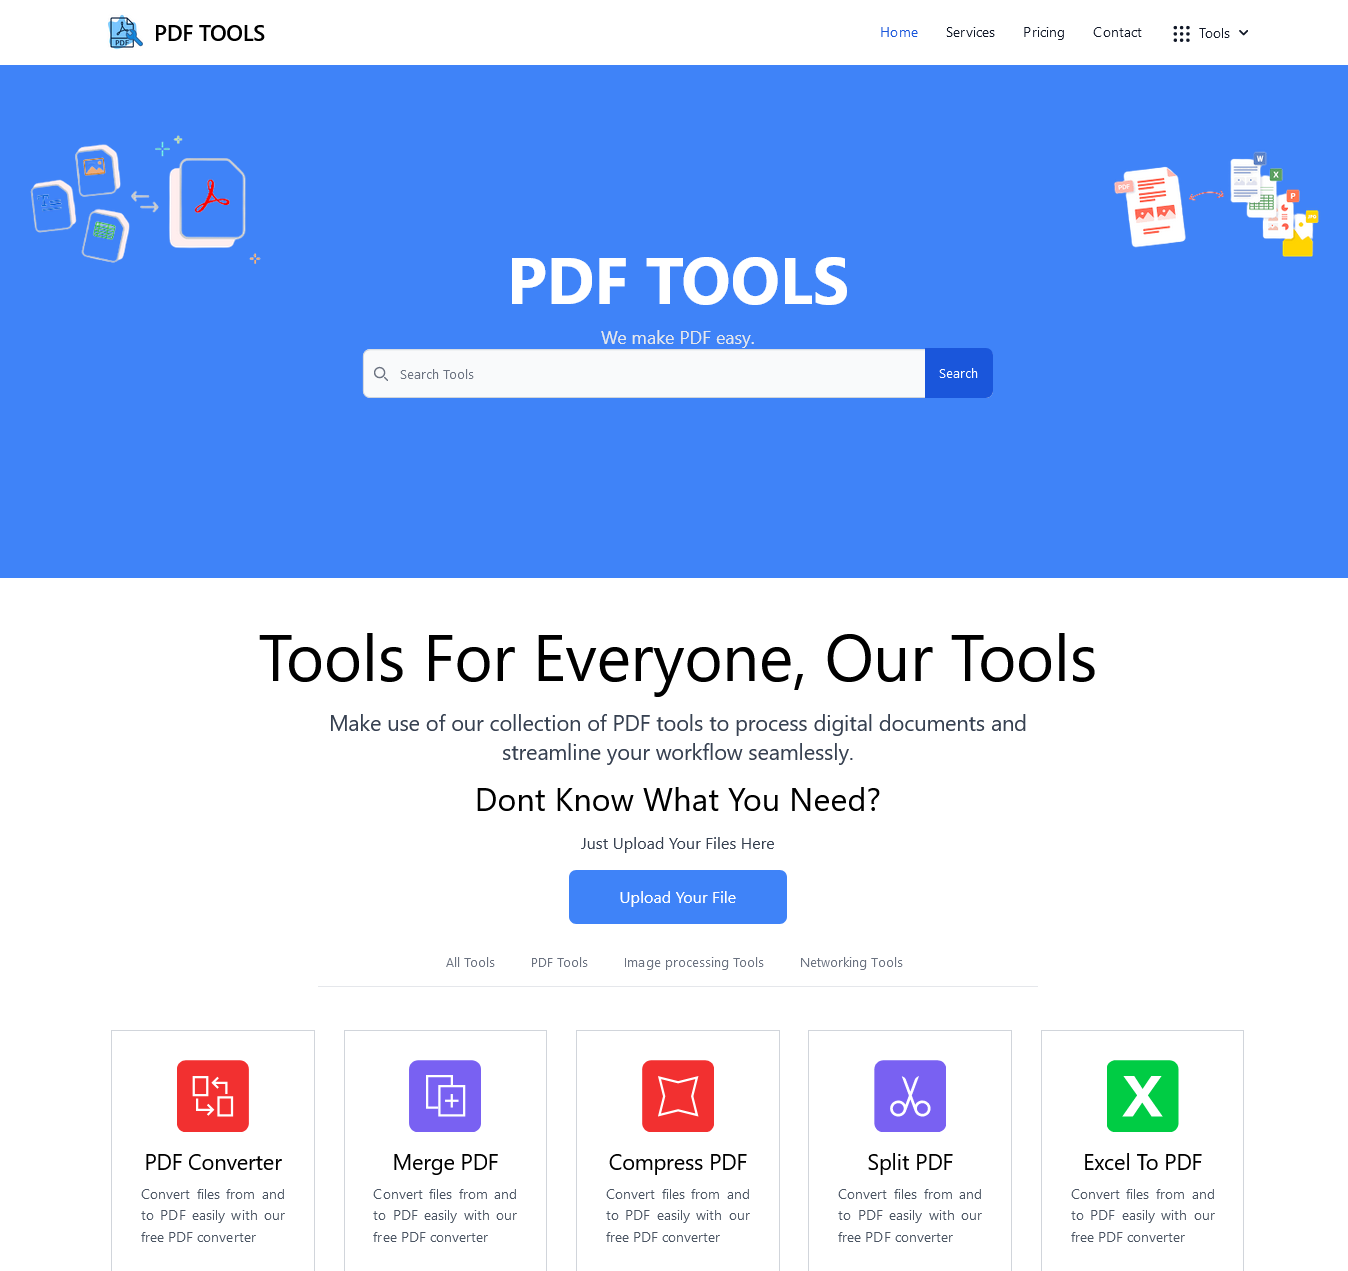 PDF
PDF TOOLS
Home
Services
Pricing
Contact
Tools
W
X
PDF
P
JPG
PDF TOOLS
We make PDF easy.
Search Tools
Search
Tools For Everyone, Our Tools
Make use of our collection of PDF tools to process digital documents and
streamline your workflow seamlessly.
Dont Know What You Need?
Just Upload Your Files Here
Upload Your File
All Tools
PDF Tools
Image processing Tools
Networking Tools
X
PDF Converter
Convert files from and
to PDF easily with our
free PDF converter
Merge PDF
Convert files from and
to PDF easily with our
free PDF converter
Compress PDF
Convert files from and
to PDF easily with our
free PDF converter
Split PDF
Convert files from and
to PDF easily with our
free PDF converter
Excel To PDF
Convert files from and
to PDF easily with our
free PDF converter